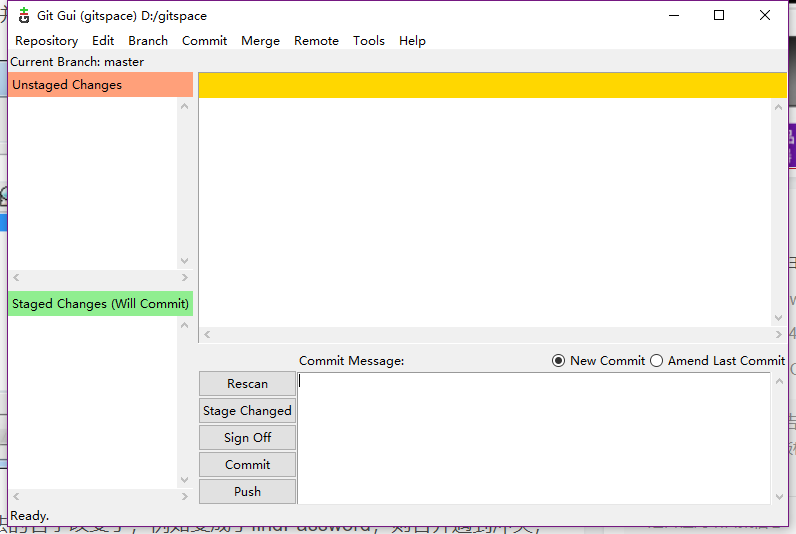 Git Gui (gitspace) D:/gitspace
Repository Edit Branch Commit Merge Remote Tools Help
Current Branch: master
Unstaged Changes
Staged Changes (Will Commit)
Commit Message: New Commit Amend Last Commit
Rescan
Stage Changed
Sign Off
Commit
Push
Ready.